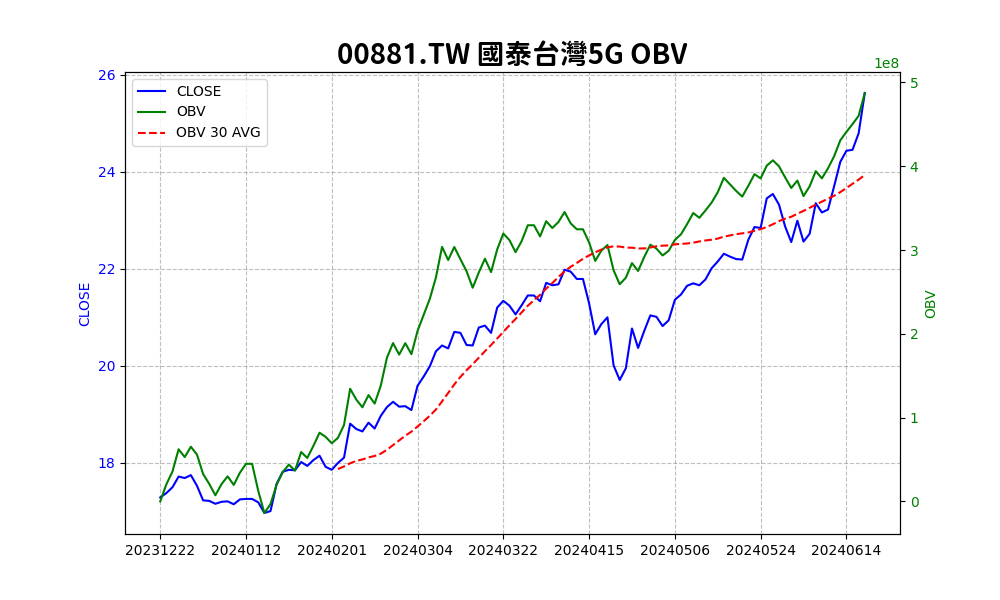 00881.TW 國泰台灣5G OBV
1e8
CLOSE
OBV
OBV 30 AVG
26
24
22
20
18
CLOSE
5
4
3
2
1
0
OBV
20231222 20240112 20240201 20240304 20240322 20240415 20240506 20240524 20240614